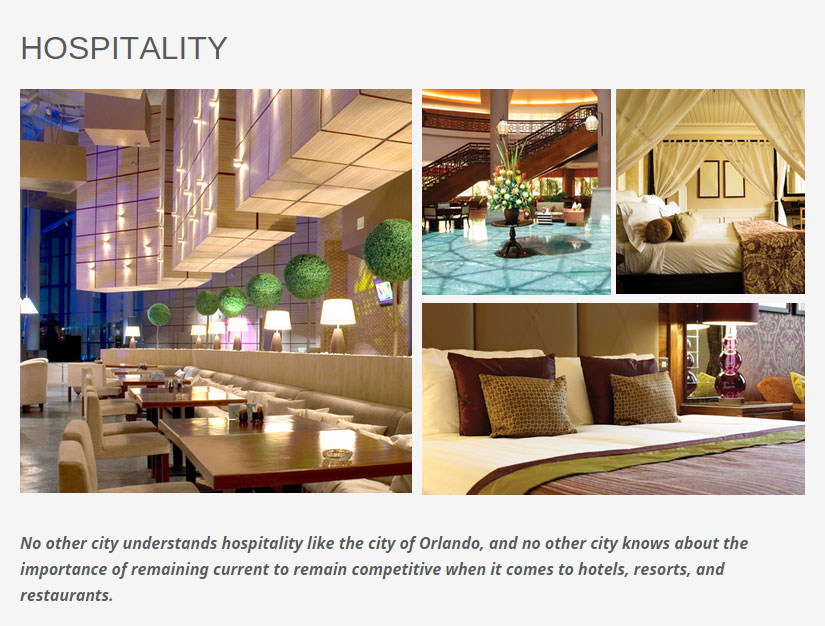 HOSPITALITY
No other city understands hospitality like the city of Orlando, and no other city knows about the
importance of remaining current to remain competitive when it comes to hotels, resorts, and
restaurants.